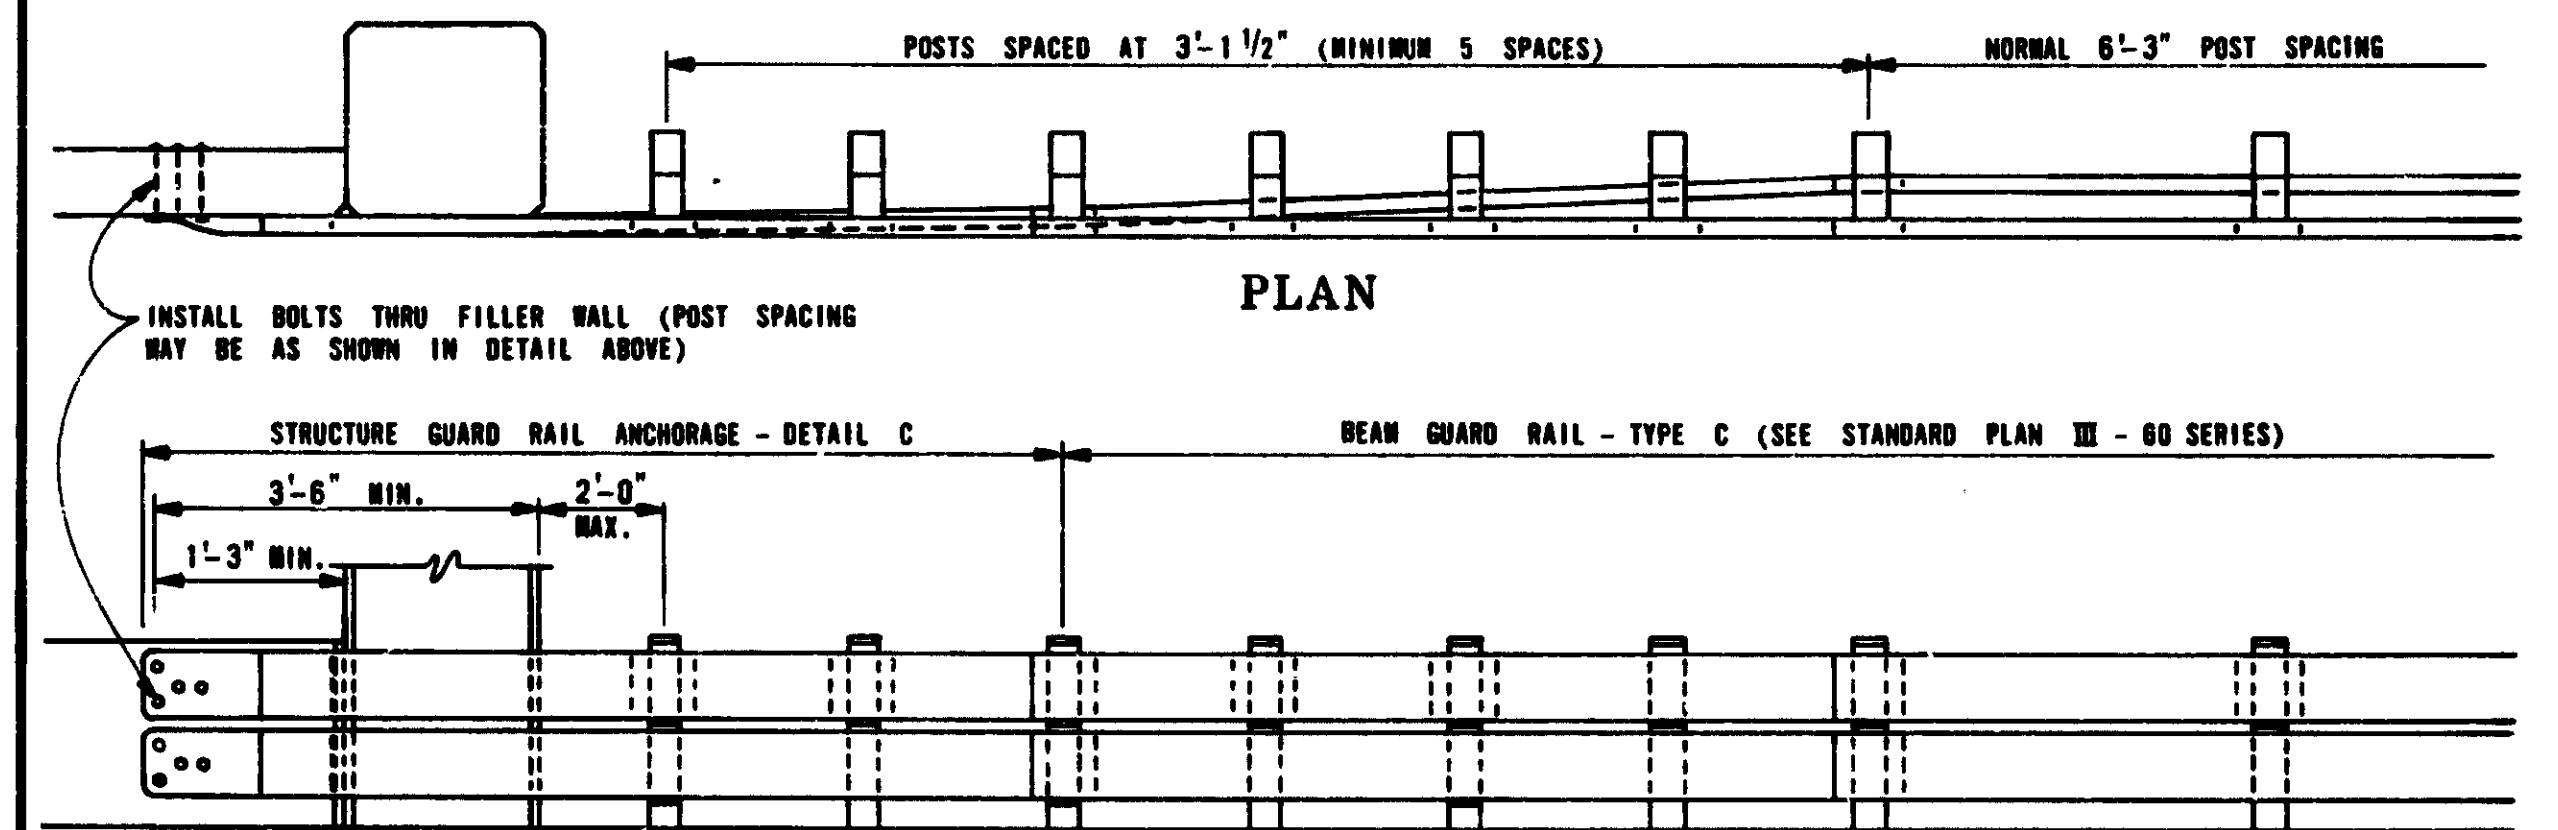 POSTS SPACED AT 3'-1 1/2" (MINIMUM 5 SPACES)
NORMAL 6'-3" POST SPACING
PLAN
INSTALL BOLTS THRU FILLER WALL (POST SPACING
MAY BE AS SHOWN IN DETAIL ABOVE)
STRUCTURE GUARD RAIL ANCHORAGE - DETAIL C
BEAM GUARD RAIL - TYPE C (SEE STANDARD PLAN III - 60 SERIES)
3'-6" MIN.
2'-0"
MAX.
1'-3" MIN.